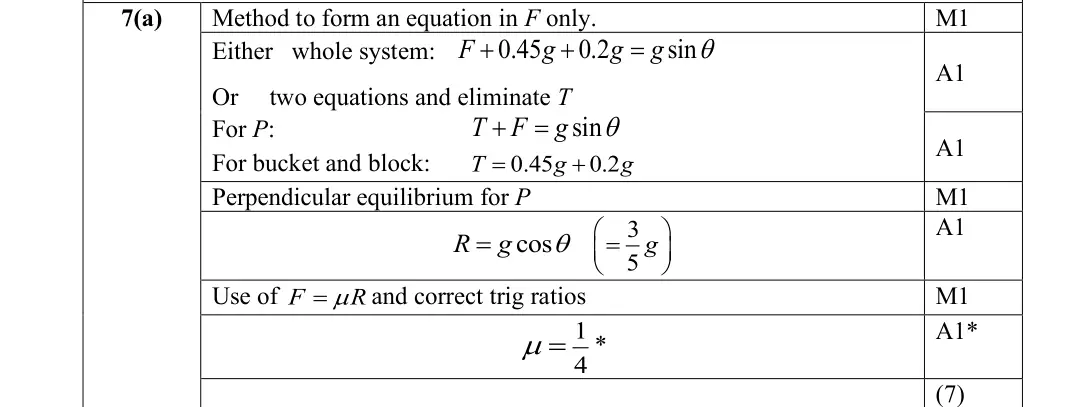 7(a) Method to form an equation in F only. M1
Either whole system: F + 0.45g + 0.2g = g sin θ A1
Or two equations and eliminate T
For P: T + F = g sin θ A1
For bucket and block: T = 0.45g + 0.2g
Perpendicular equilibrium for P M1
R = g cos θ (= 3/5 g) A1
Use of F = μR and correct trig ratios M1
μ = 1/4 * A1*
(7)